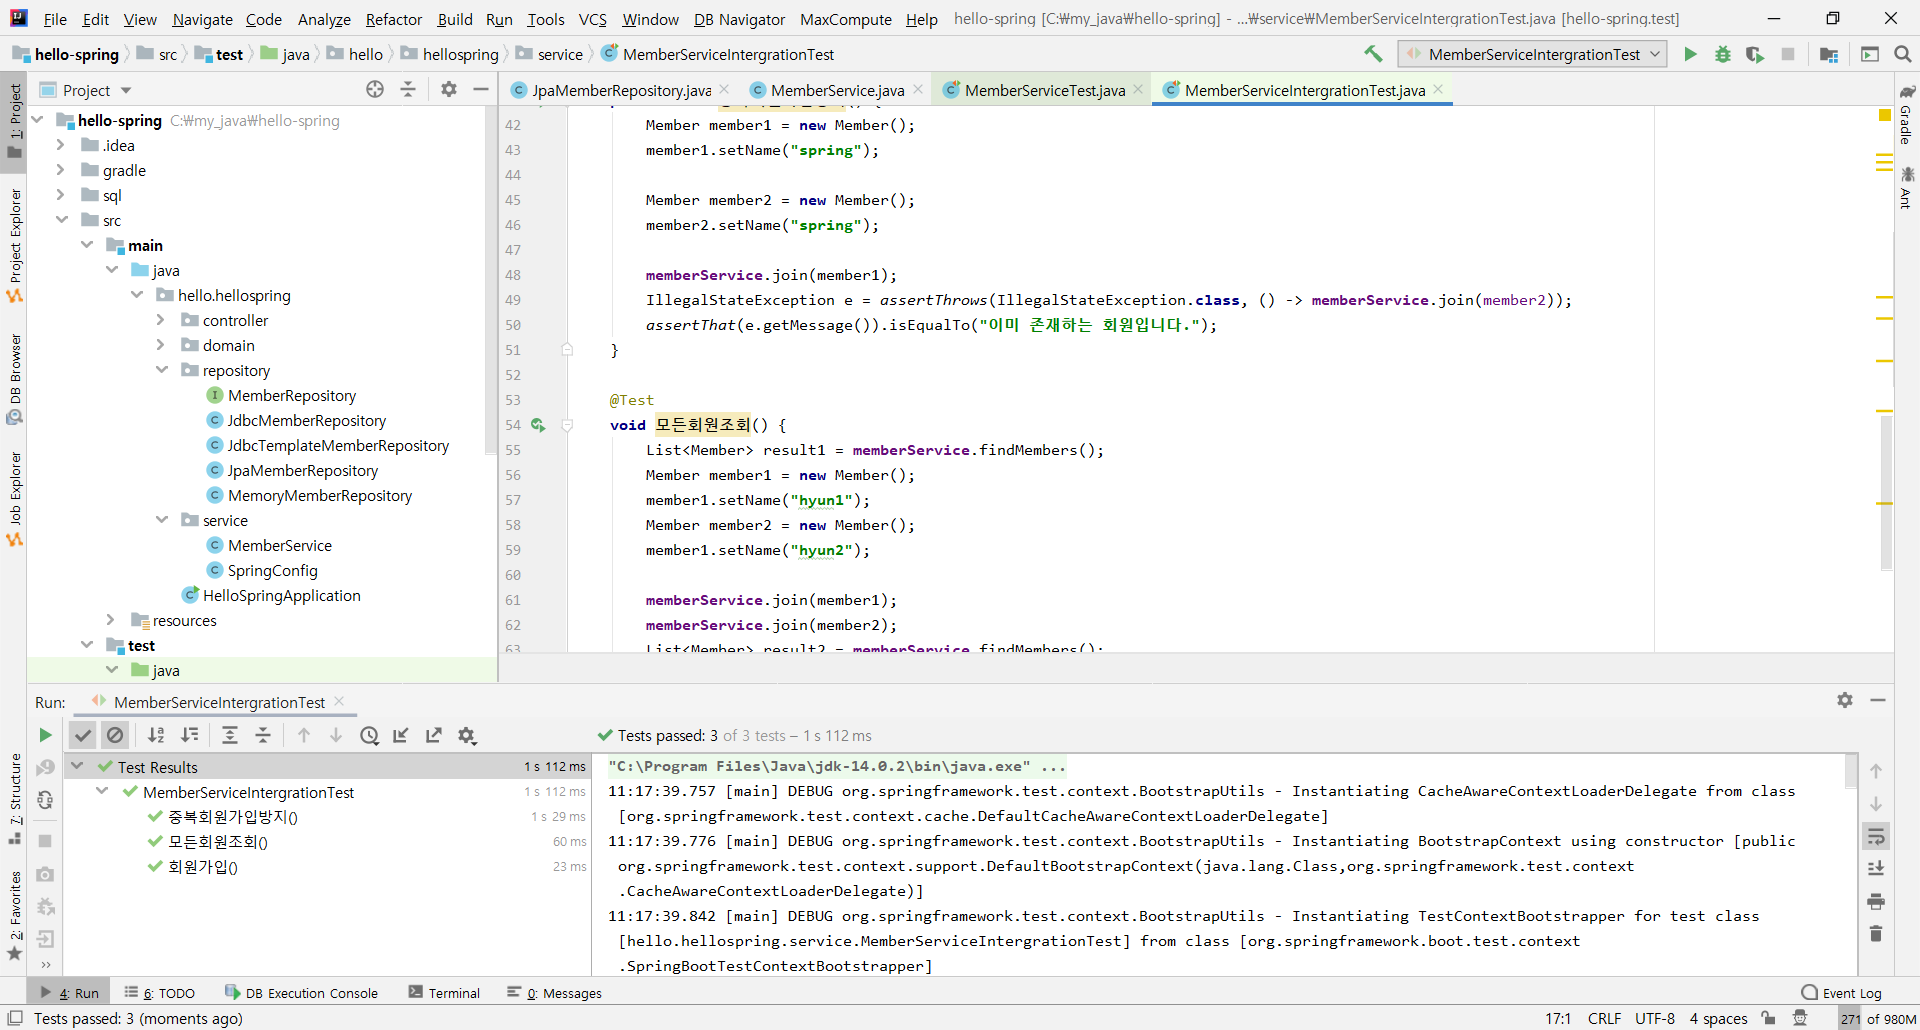 File Edit View Navigate Code Analyze Refactor Build Run Tools VCS Window DB Navigator MaxCompute Help hello-spring [C:₩my_java₩hello-spring] - ...₩service₩MemberServiceIntergrationTest.java [hello-spring.test]
hello-spring src test java hello hellospring service MemberServiceIntergrationTest MemberServiceIntergrationTest
Project
JpaMemberRepository.java MemberService.java MemberServiceTest.java MemberServiceIntergrationTest.java
hello-spring C:₩my_java₩hello-spring
.idea
gradle
sql
src
main
java
hello.hellospring
controller
domain
repository
MemberRepository
JdbcMemberRepository
JdbcTemplateMemberRepository
JpaMemberRepository
MemoryMemberRepository
service
MemberService
SpringConfig
HelloSpringApplication
resources
test
java
42 Member member1 = new Member();
43 member1.setName("spring");
44
45 Member member2 = new Member();
46 member2.setName("spring");
47
48 memberService.join(member1);
49 IllegalStateException e = assertThrows(IllegalStateException.class, () -> memberService.join(member2));
50 assertThat(e.getMessage()).isEqualTo("이미 존재하는 회원입니다.");
51 }
52
53 @Test
54 void 모든회원조회() {
55 List<Member> result1 = memberService.findMembers();
56 Member member1 = new Member();
57 member1.setName("hyun1");
58 Member member2 = new Member();
59 member1.setName("hyun2");
60
61 memberService.join(member1);
62 memberService.join(member2);
63 List<Member> result2 = memberService.findMembers();
1: Project
Project Explorer
DB Browser
Job Explorer
7: Structure
2: Favorites
Gradle
Ant
Run: MemberServiceIntergrationTest
Tests passed: 3 of 3 tests – 1 s 112 ms
Test Results 1 s 112 ms
MemberServiceIntergrationTest 1 s 112 ms
중복회원가입방지() 1 s 29 ms
모든회원조회() 60 ms
회원가입() 23 ms
"C:\Program Files\Java\jdk-14.0.2\bin\java.exe" ...
11:17:39.757 [main] DEBUG org.springframework.test.context.BootstrapUtils - Instantiating CacheAwareContextLoaderDelegate from class
[org.springframework.test.context.cache.DefaultCacheAwareContextLoaderDelegate]
11:17:39.776 [main] DEBUG org.springframework.test.context.BootstrapUtils - Instantiating BootstrapContext using constructor [public
org.springframework.test.context.support.DefaultBootstrapContext(java.lang.Class,org.springframework.test.context
.CacheAwareContextLoaderDelegate)]
11:17:39.842 [main] DEBUG org.springframework.test.context.BootstrapUtils - Instantiating TestContextBootstrapper for test class
[hello.hellospring.service.MemberServiceIntergrationTest] from class [org.springframework.boot.test.context
.SpringBootTestContextBootstrapper]
4: Run 6: TODO DB Execution Console Terminal 0: Messages Event Log
Tests passed: 3 (moments ago) 17:1 CRLF UTF-8 4 spaces 271 of 980M